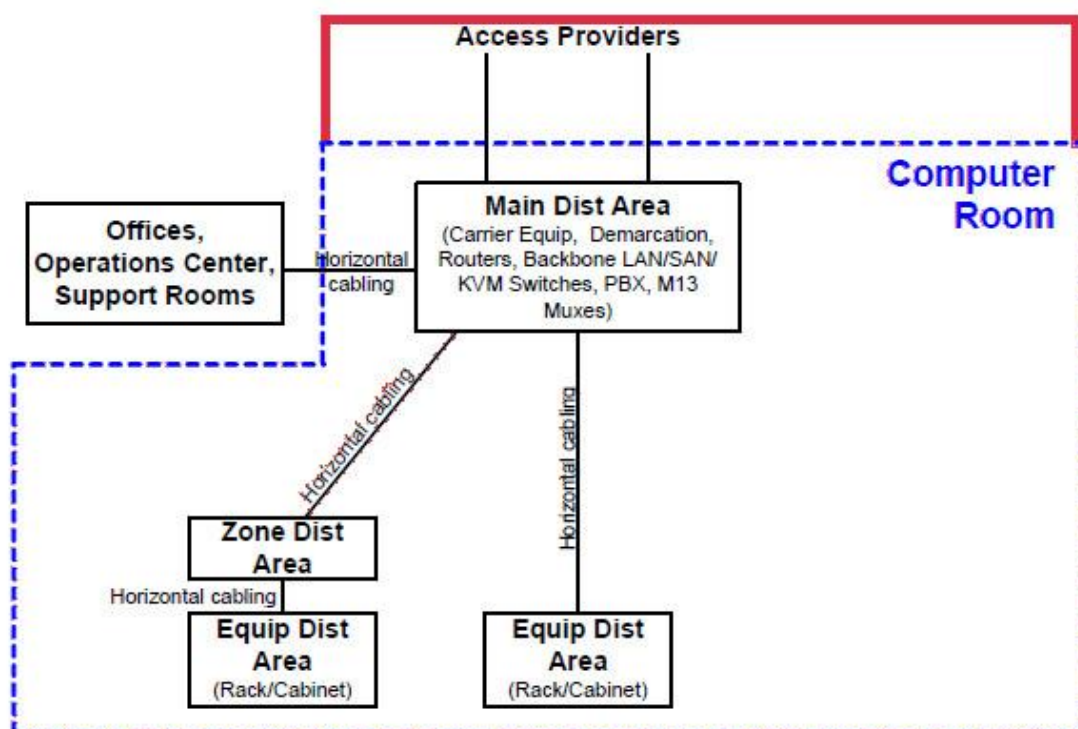 Access Providers
Computer
Room
Main Dist Area
(Carrier Equip, Demarcation,
Routers, Backbone LAN/SAN/
KVM Switches, PBX, M13
Muxes)
Offices,
Operations Center,
Support Rooms
Horizontal
cabling
Horizontal cabling
Horizontal cabling
Zone Dist
Area
Horizontal cabling
Equip Dist
Area
(Rack/Cabinet)
Equip Dist
Area
(Rack/Cabinet)